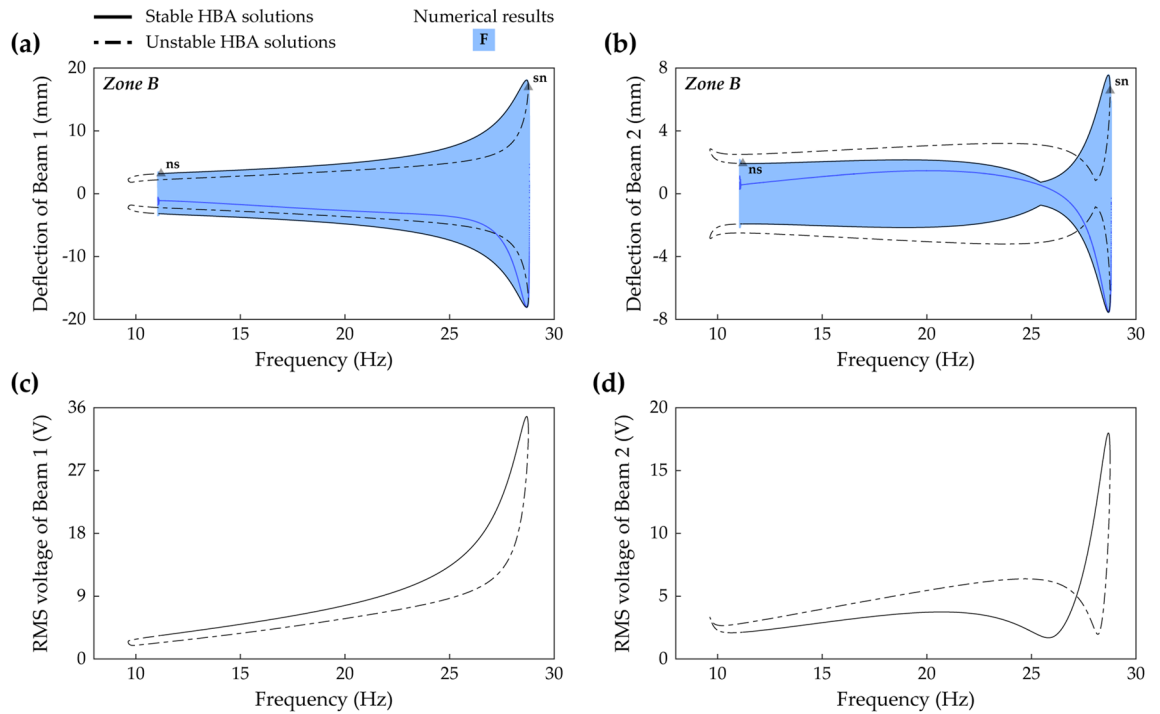 Stable HBA solutions
Numerical results
Unstable HBA solutions
F
(a)
Zone B
ns
sn
20
10
0
-10
-20
10
15
20
25
30
Deflection of Beam 1 (mm)
Frequency (Hz)
(b)
Zone B
ns
sn
8
4
0
-4
-8
10
15
20
25
30
Deflection of Beam 2 (mm)
Frequency (Hz)
(c)
36
27
18
9
0
10
15
20
25
30
RMS voltage of Beam 1 (V)
Frequency (Hz)
(d)
20
15
10
5
0
10
15
20
25
30
RMS voltage of Beam 2 (V)
Frequency (Hz)